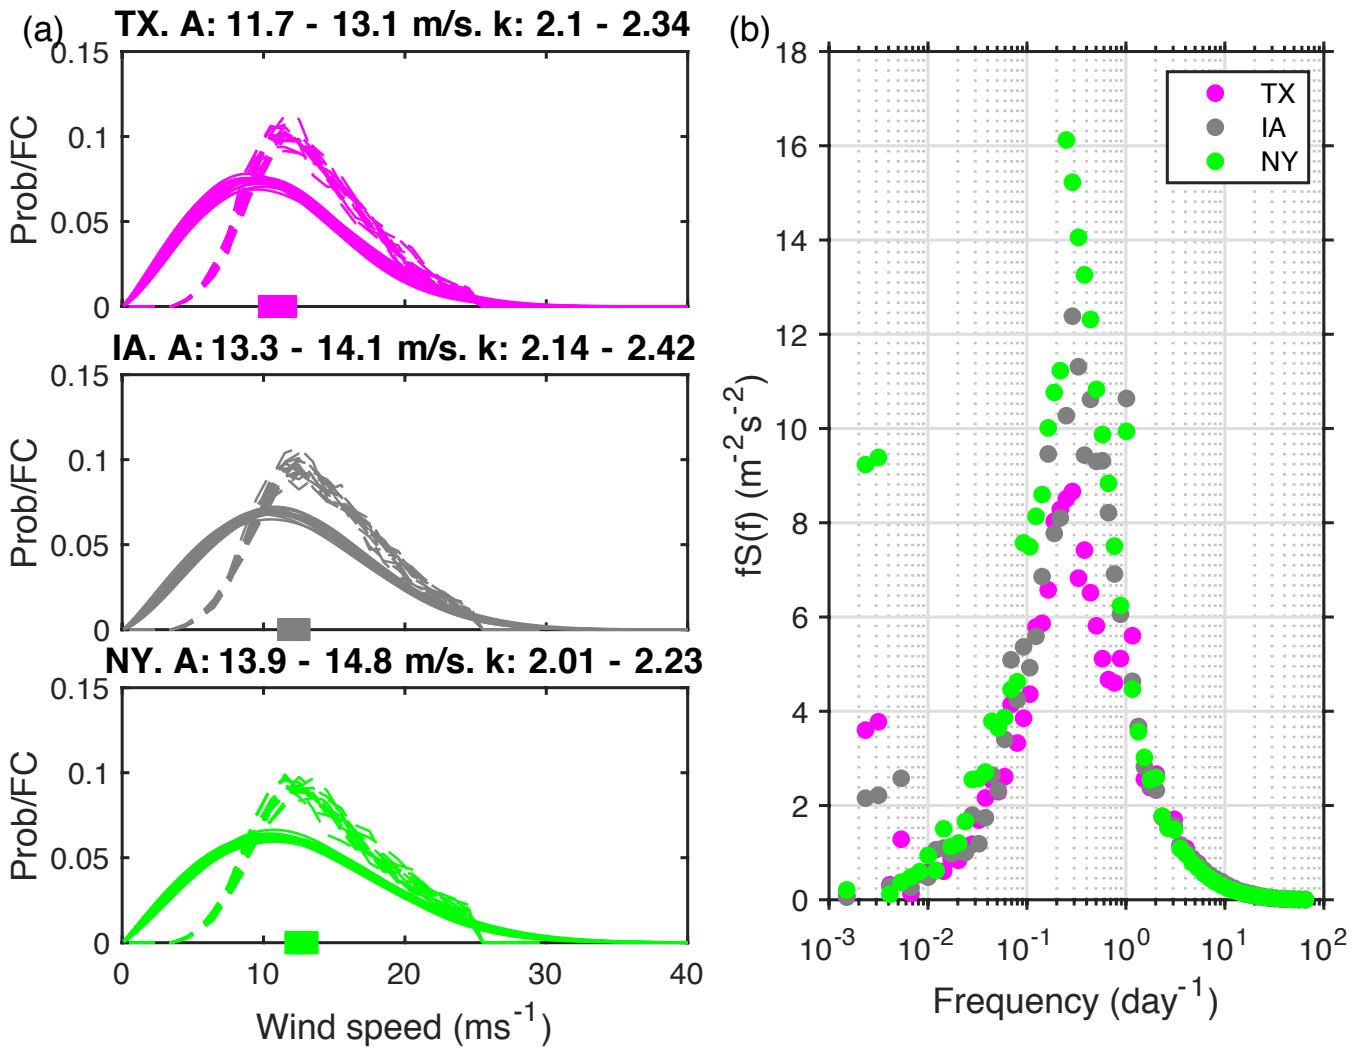 (a)
TX. A: 11.7 - 13.1 m/s. k: 2.1 - 2.34
0.15
0.1
0.05
0
Prob/FC
IA. A: 13.3 - 14.1 m/s. k: 2.14 - 2.42
0.15
0.1
0.05
0
Prob/FC
NY. A: 13.9 - 14.8 m/s. k: 2.01 - 2.23
0.15
0.1
0.05
0
Prob/FC
0 10 20 30 40
Wind speed (ms⁻¹)
(b)
18
16
14
12
10
8
6
4
2
0
fS(f) (m⁻²s⁻²)
TX
IA
NY
10⁻³ 10⁻² 10⁻¹ 10⁰ 10¹ 10²
Frequency (day⁻¹)